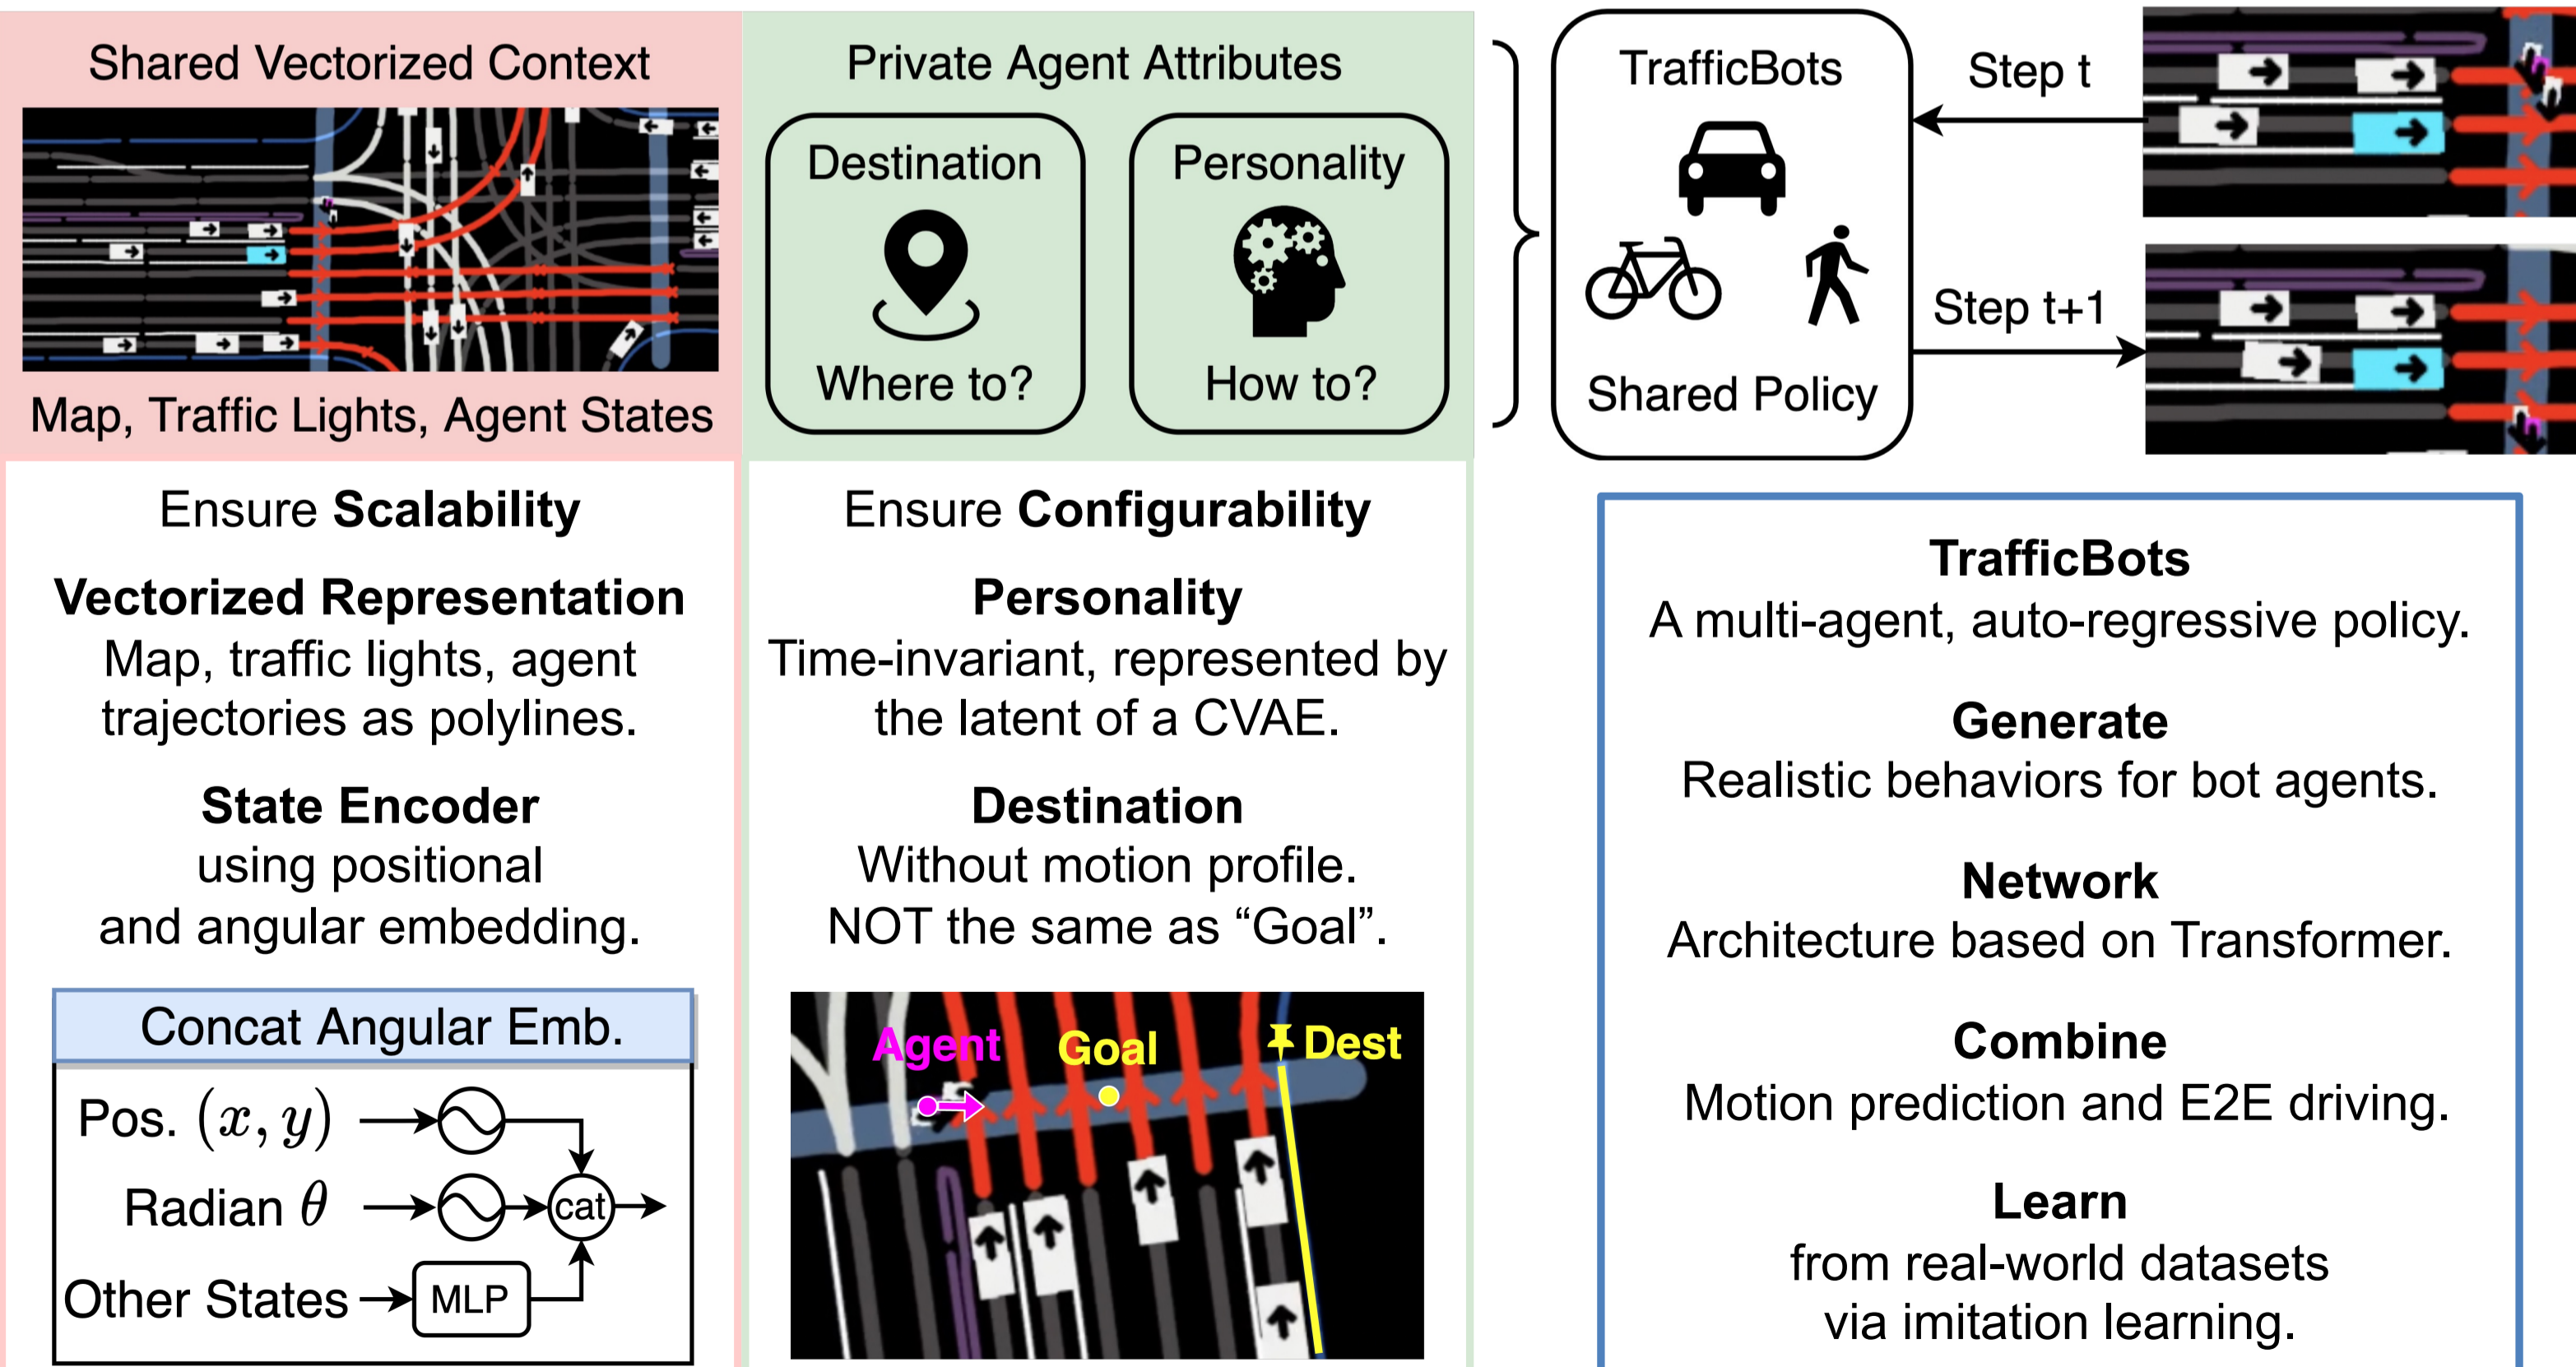 Shared Vectorized Context
Map, Traffic Lights, Agent States
Ensure Scalability
Vectorized Representation
Map, traffic lights, agent
trajectories as polylines.
State Encoder
using positional
and angular embedding.
Concat Angular Emb.
Pos. (x, y)
Radian θ
cat
Other States
MLP
Private Agent Attributes
Destination
Where to?
Personality
How to?
Ensure Configurability
Personality
Time-invariant, represented by
the latent of a CVAE.
Destination
Without motion profile.
NOT the same as “Goal”.
Agent
Goal
Dest
TrafficBots
Shared Policy
Step t
Step t+1
TrafficBots
A multi-agent, auto-regressive policy.
Generate
Realistic behaviors for bot agents.
Network
Architecture based on Transformer.
Combine
Motion prediction and E2E driving.
Learn
from real-world datasets
via imitation learning.